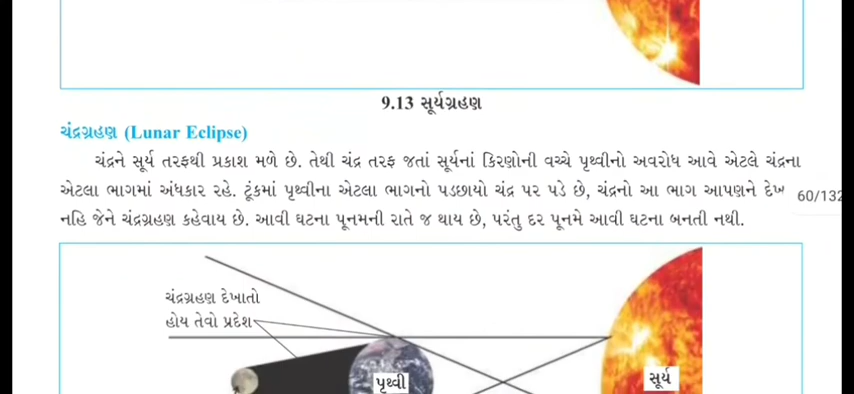 9.13 સૂર્યગ્રહણ
ચંદ્રગ્રહણ (Lunar Eclipse)
ચંદ્રને સૂર્ય તરફથી પ્રકાશ મળે છે. તેથી ચંદ્ર તરફ જતાં સૂર્યનાં કિરણોની વચ્ચે પૃથ્વીનો અવરોધ આવે એટલે ચંદ્રના
એટલા ભાગમાં અંધકાર રહે. ટૂંકમાં પૃથ્વીના એટલા ભાગનો પડછાયો ચંદ્ર પર પડે છે, ચંદ્રનો આ ભાગ આપણને દેખ
60/132
નહિ જેને ચંદ્રગ્રહણ કહેવાય છે. આવી ઘટના પૂનમની રાતે જ થાય છે, પરંતુ દર પૂનમે આવી ઘટના બનતી નથી.
ચંદ્રગ્રહણ દેખાતો
હોય તેવો પ્રદેશ
પૃથ્વી
સૂર્ય